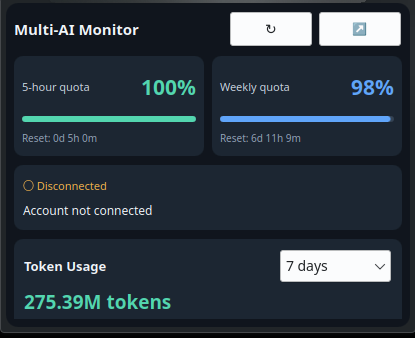 Multi-AI Monitor
↻
↗
5-hour quota 100%
Reset: 0d 5h 0m
Weekly quota 98%
Reset: 6d 11h 9m
Disconnected
Account not connected
Token Usage
7 days
275.39M tokens